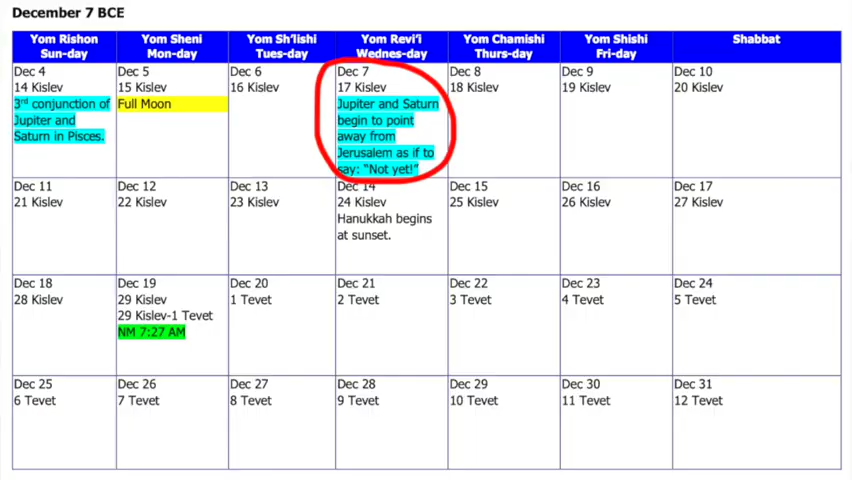 December 7 BCE
Yom Rishon
Sun-day
Yom Sheni
Mon-day
Yom Sh'lishi
Tues-day
Yom Revi'i
Wednes-day
Yom Chamishi
Thurs-day
Yom Shishi
Fri-day
Shabbat
Dec 4
14 Kislev
3rd conjunction of
Jupiter and
Saturn in Pisces.
Dec 5
15 Kislev
Full Moon
Dec 6
16 Kislev
Dec 7
17 Kislev
Jupiter and Saturn
begin to point
away from
Jerusalem as if to
say: "Not yet!"
Dec 8
18 Kislev
Dec 9
19 Kislev
Dec 10
20 Kislev
Dec 11
21 Kislev
Dec 12
22 Kislev
Dec 13
23 Kislev
Dec 14
24 Kislev
Hanukkah begins
at sunset.
Dec 15
25 Kislev
Dec 16
26 Kislev
Dec 17
27 Kislev
Dec 18
28 Kislev
Dec 19
29 Kislev
29 Kislev-1 Tevet
NM 7:27 AM
Dec 20
1 Tevet
Dec 21
2 Tevet
Dec 22
3 Tevet
Dec 23
4 Tevet
Dec 24
5 Tevet
Dec 25
6 Tevet
Dec 26
7 Tevet
Dec 27
8 Tevet
Dec 28
9 Tevet
Dec 29
10 Tevet
Dec 30
11 Tevet
Dec 31
12 Tevet